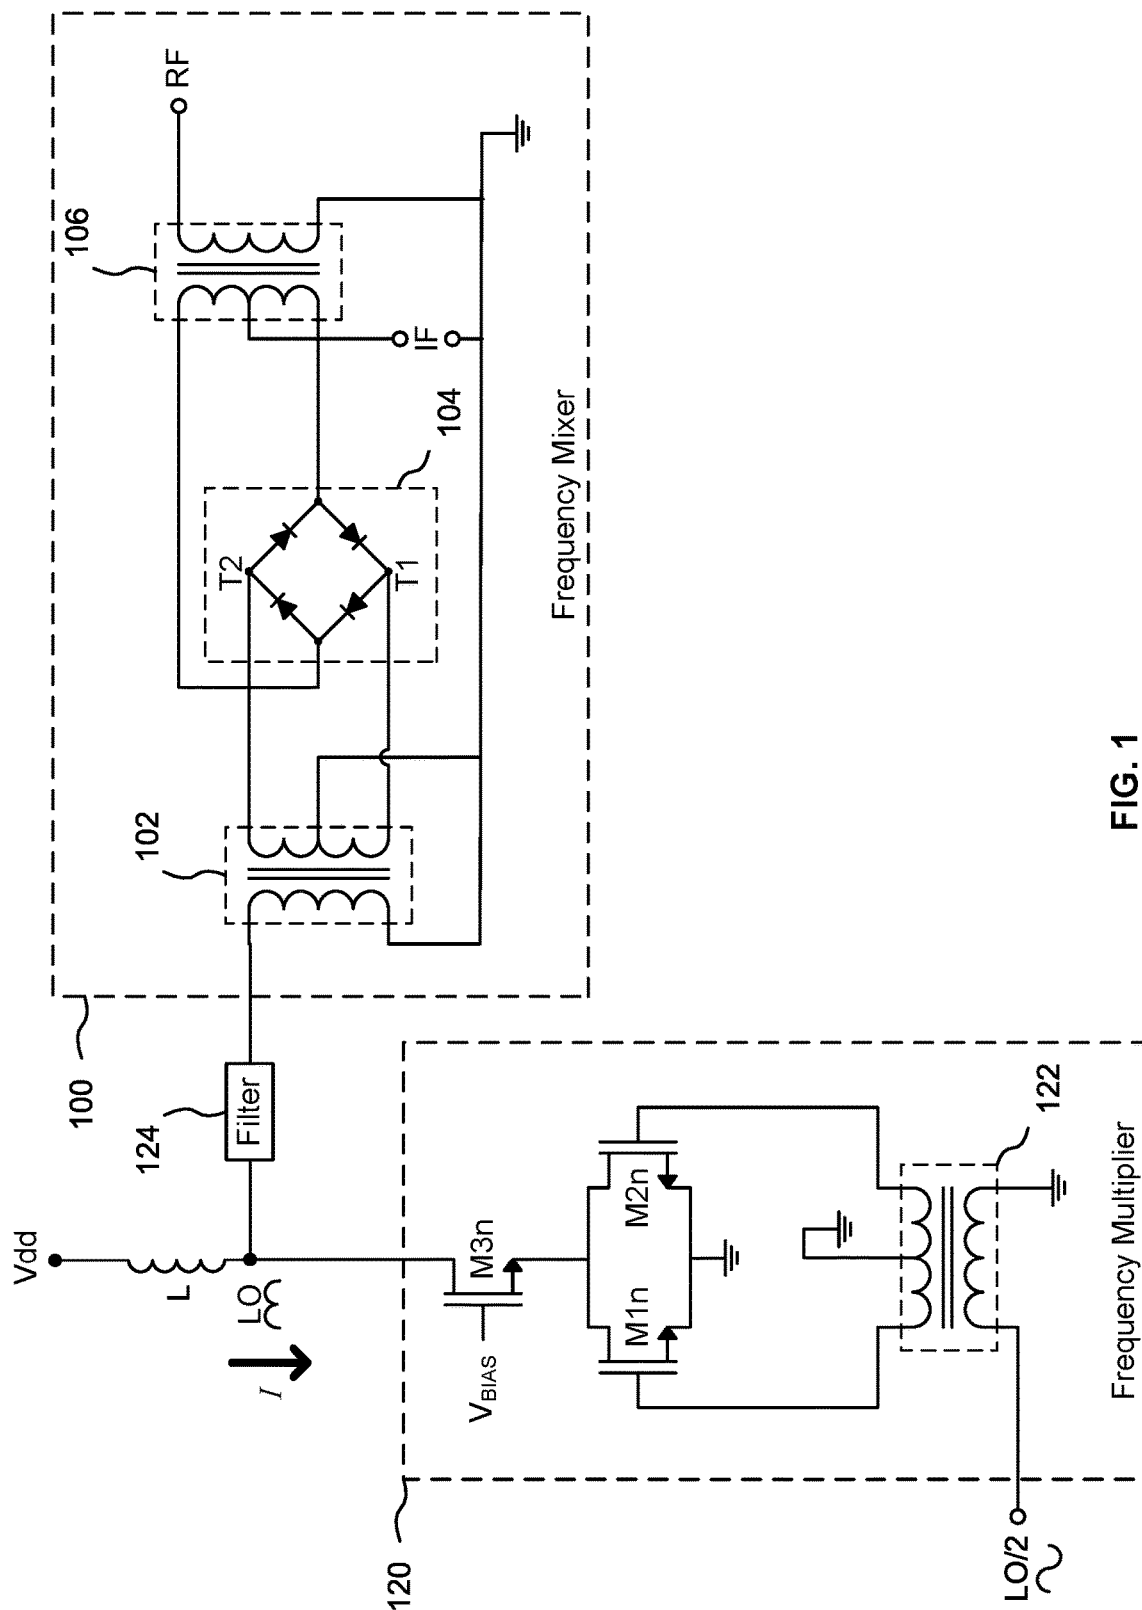 Vdd
L
LO
I
124
Filter
100
102
T2
T1
104
106
RF
IF
Frequency Mixer
120
VBIAS
M3n
M1n
M2n
122
LO/2
Frequency Multiplier
FIG. 1